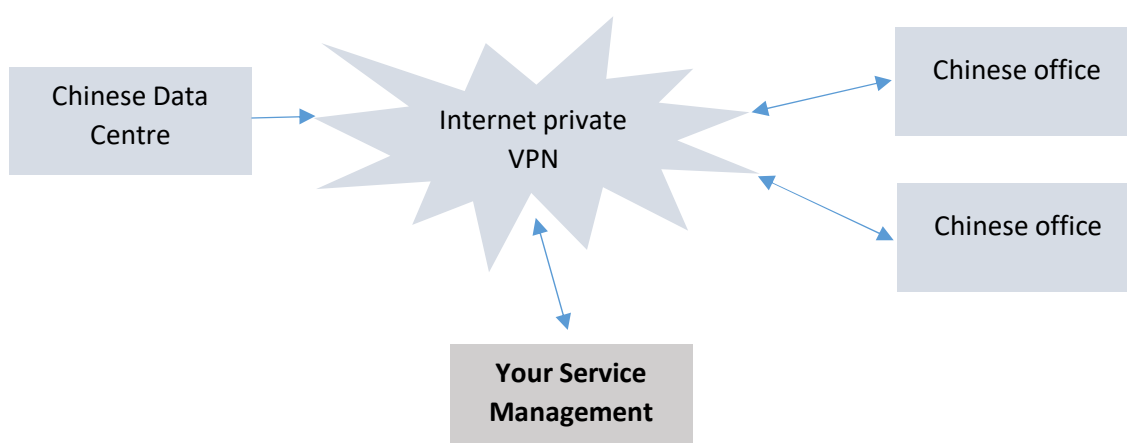 Chinese Data
Centre
Internet private
VPN
Chinese office
Chinese office
Your Service
Management